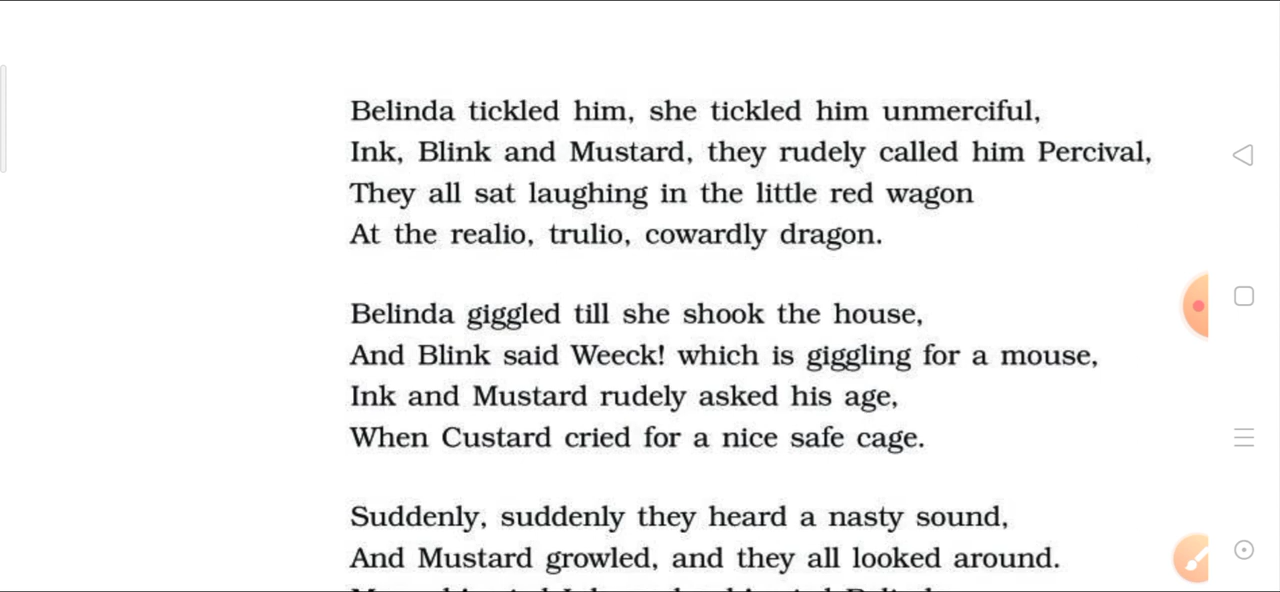 Belinda tickled him, she tickled him unmerciful,
Ink, Blink and Mustard, they rudely called him Percival,
They all sat laughing in the little red wagon
At the realio, trulio, cowardly dragon.
Belinda giggled till she shook the house,
And Blink said Weeck! which is giggling for a mouse,
Ink and Mustard rudely asked his age,
When Custard cried for a nice safe cage.
Suddenly, suddenly they heard a nasty sound,
And Mustard growled, and they all looked around.